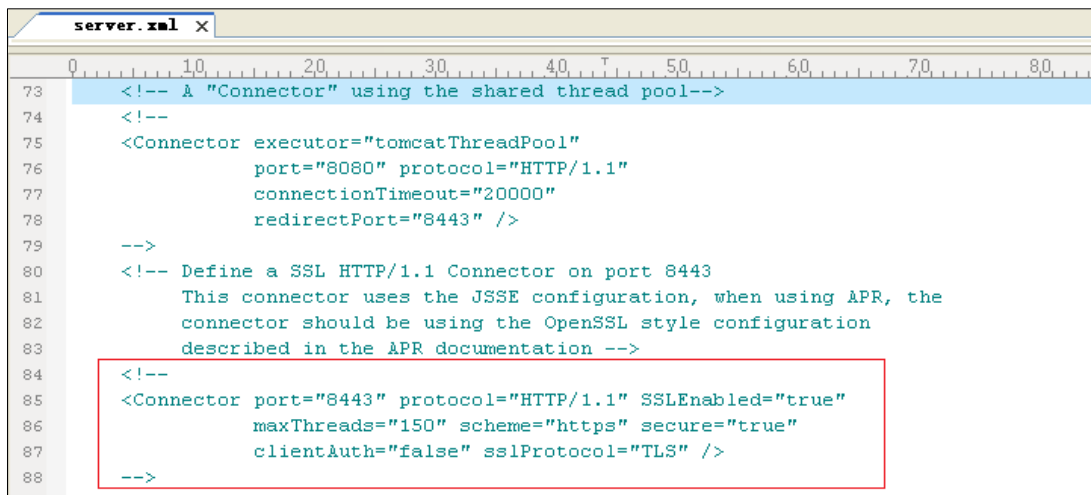 server.xml X
0 10 20 30 40 50 60 70 80
73 <!-- A "Connector" using the shared thread pool-->
74 <!--
75 <Connector executor="tomcatThreadPool"
76 port="8080" protocol="HTTP/1.1"
77 connectionTimeout="20000"
78 redirectPort="8443" />
79 -->
80 <!-- Define a SSL HTTP/1.1 Connector on port 8443
81 This connector uses the JSSE configuration, when using APR, the
82 connector should be using the OpenSSL style configuration
83 described in the APR documentation -->
84 <!--
85 <Connector port="8443" protocol="HTTP/1.1" SSLEnabled="true"
86 maxThreads="150" scheme="https" secure="true"
87 clientAuth="false" sslProtocol="TLS" />
88 -->